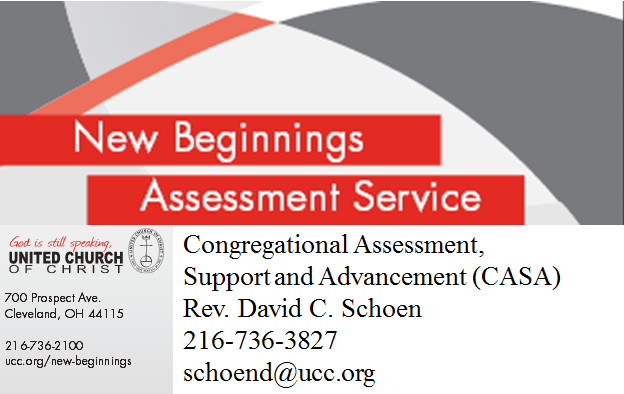 New Beginnings
Assessment Service
God is still speaking,
UNITED CHURCH
OF CHRIST
700 Prospect Ave.
Cleveland, OH 44115
216-736-2100
ucc.org/new-beginnings
Congregational Assessment,
Support and Advancement (CASA)
Rev. David C. Schoen
216-736-3827
schoend@ucc.org